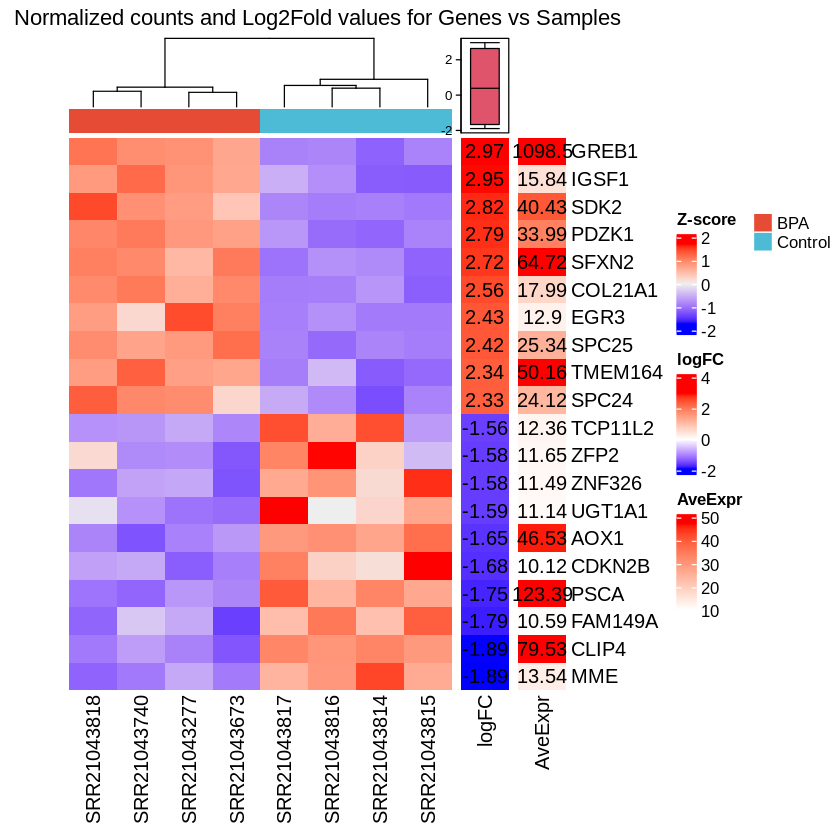 Normalized counts and Log2Fold values for Genes vs Samples
2
0
-2
2.97 1098.5 GREB1
2.95 15.84 IGSF1
2.82 40.43 SDK2
2.79 33.99 PDZK1
2.72 64.72 SFXN2
2.56 17.99 COL21A1
2.43 12.9 EGR3
2.42 25.34 SPC25
2.34 50.16 TMEM164
2.33 24.12 SPC24
-1.56 12.36 TCP11L2
-1.58 11.65 ZFP2
-1.58 11.49 ZNF326
-1.59 11.14 UGT1A1
-1.65 46.53 AOX1
-1.68 10.12 CDKN2B
-1.75 123.39 PSCA
-1.79 10.59 FAM149A
-1.89 79.53 CLIP4
-1.89 13.54 MME
SRR21043818
SRR21043740
SRR21043277
SRR21043673
SRR21043817
SRR21043816
SRR21043814
SRR21043815
logFC
AveExpr
Z-score
2
1
0
-1
-2
logFC
4
2
0
-2
AveExpr
50
40
30
20
10
BPA
Control